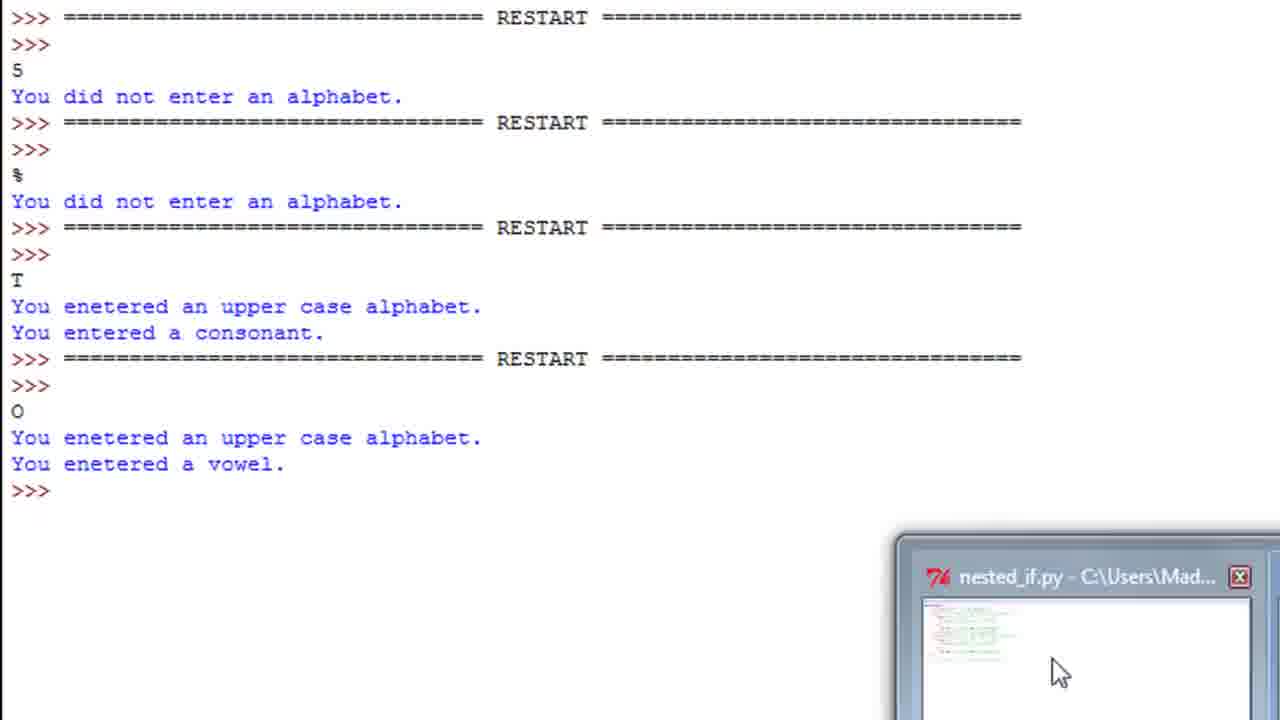 >>> ================================ RESTART ================================
>>>
5
You did not enter an alphabet.
>>> ================================ RESTART ================================
>>>
%
You did not enter an alphabet.
>>> ================================ RESTART ================================
>>>
T
You enetered an upper case alphabet.
You entered a consonant.
>>> ================================ RESTART ================================
>>>
O
You enetered an upper case alphabet.
You enetered a vowel.
>>>
nested_if.py - C:\Users\Mad...